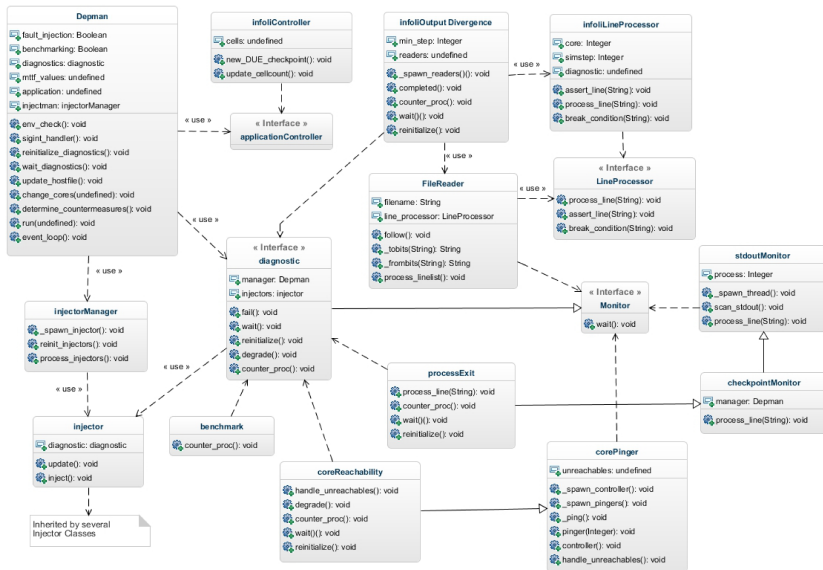 Depman
fault_injection: Boolean
benchmarking: Boolean
diagnostics: diagnostic
mttf_values: undefined
application: undefined
injectman: injectorManager
env_check(): void
sigint_handler(): void
reinitialize_diagnostics(): void
wait_diagnostics(): void
update_hostfile(): void
change_cores(undefined): void
determine_countermeasures(): void
run(undefined): void
event_loop(): void
infoliController
cells: undefined
new_DUE_checkpoint(): void
update_cellcount(): void
« use »
« Interface »
applicationController
infoliOutput Divergence
min_step: Integer
readers: undefined
_spawn_readers()(): void
completed(): void
counter_proc(): void
wait()(): void
reinitialize(): void
« use »
infoliLineProcessor
core: Integer
simstep: Integer
diagnostic: undefined
assert_line(String): void
process_line(String): void
break_condition(String): void
« use »
FileReader
filename: String
line_processor: LineProcessor
follow(): void
_tobits(String): String
_frombits(String): String
process_linelist(): void
« use »
« Interface »
LineProcessor
process_line(String): void
assert_line(String): void
break_condition(String): void
« use »
« Interface »
diagnostic
manager: Depman
injectors: injector
fail(): void
wait(): void
reinitialize(): void
degrade(): void
counter_proc(): void
« Interface »
Monitor
wait(): void
stdoutMonitor
process: Integer
_spawn_thread(): void
scan_stdout(): void
process_line(String): void
« use »
injectorManager
_spawn_injector(): void
reinit_injectors(): void
process_injectors(): void
« use »
« use »
processExit
process_line(String): void
counter_proc(): void
wait()(): void
reinitialize(): void
checkpointMonitor
manager: Depman
process_line(String): void
injector
diagnostic: diagnostic
update(): void
inject(): void
benchmark
counter_proc(): void
Inherited by several
Injector Classes
coreReachability
handle_unreachables(): void
degrade(): void
counter_proc(): void
wait()(): void
reinitialize(): void
corePinger
unreachables: undefined
_spawn_controller(): void
_spawn_pingers(): void
_ping(): void
pinger(Integer): void
controller(): void
handle_unreachables(): void